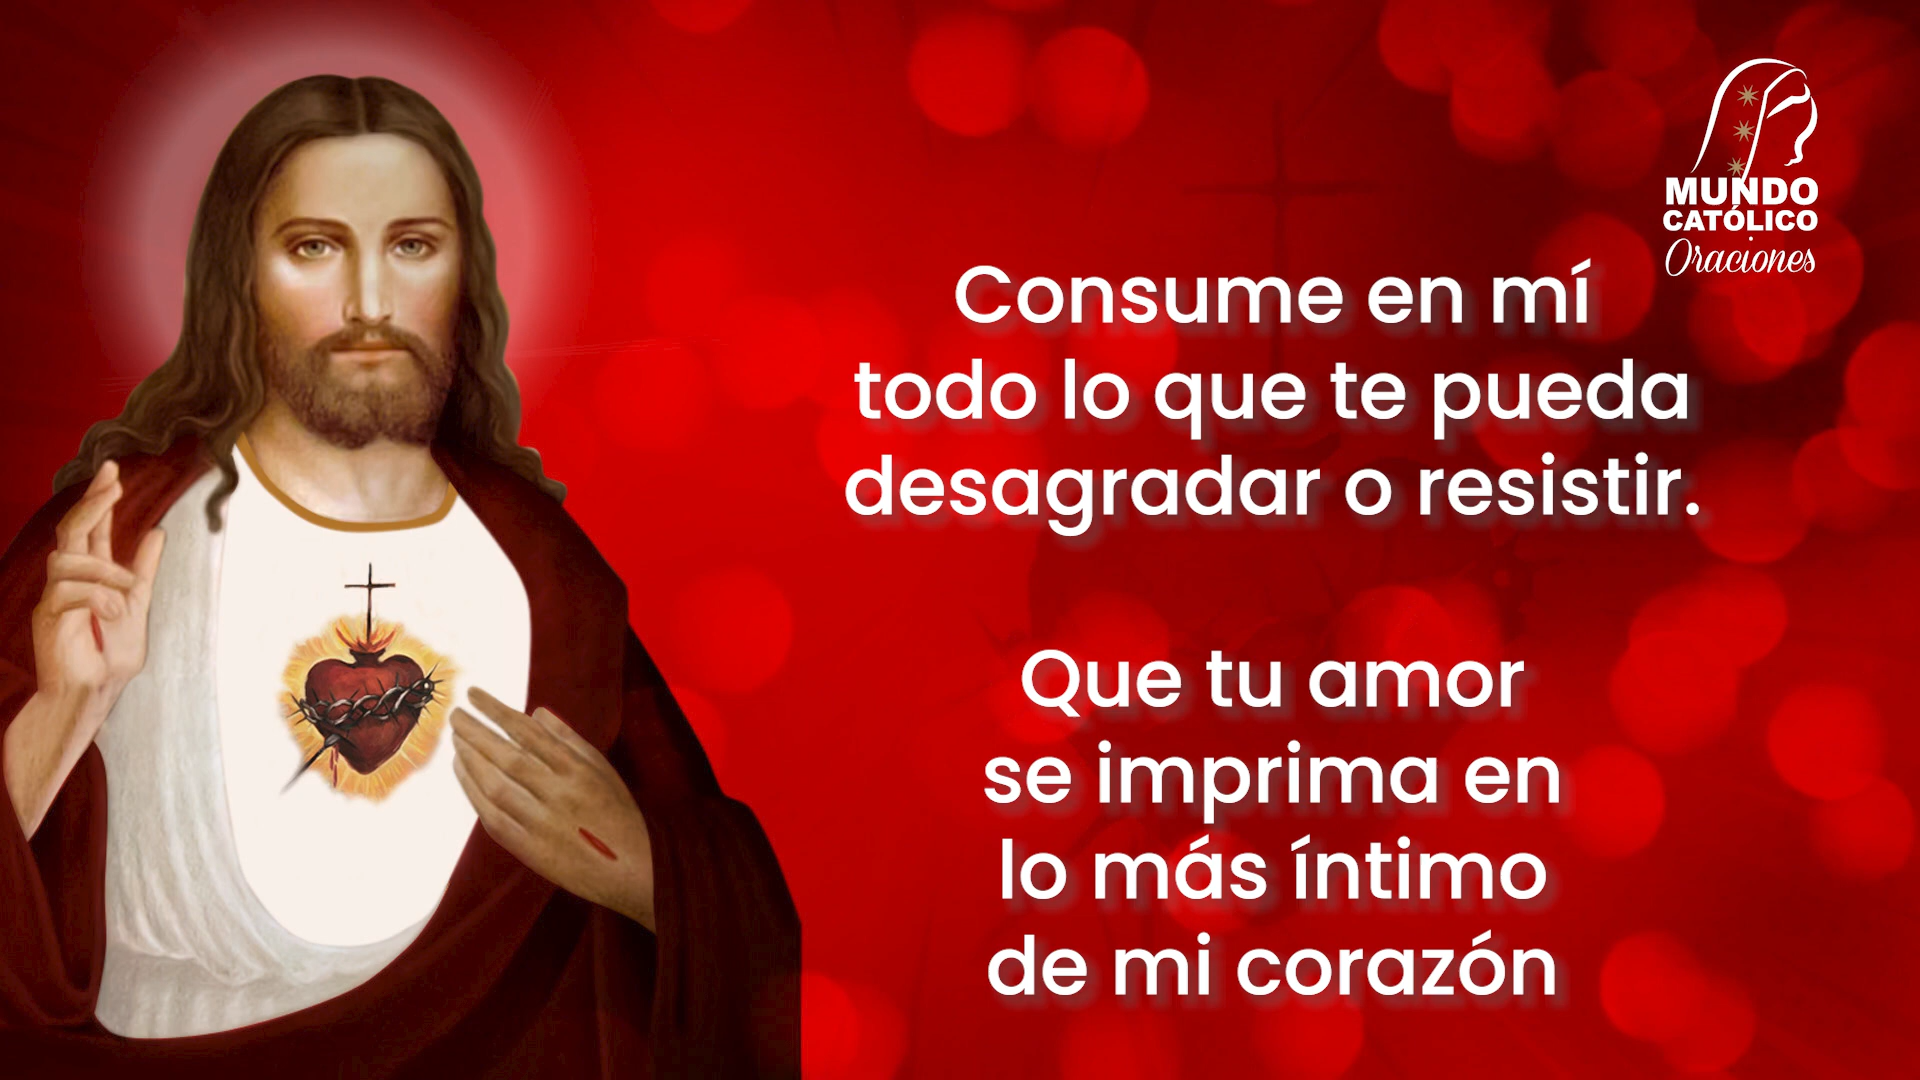 MUNDO
CATÓLICO
Oraciones
Consume en mí
todo lo que te pueda
desagradar o resistir.
Que tu amor
se imprima en
lo más íntimo
de mi corazón